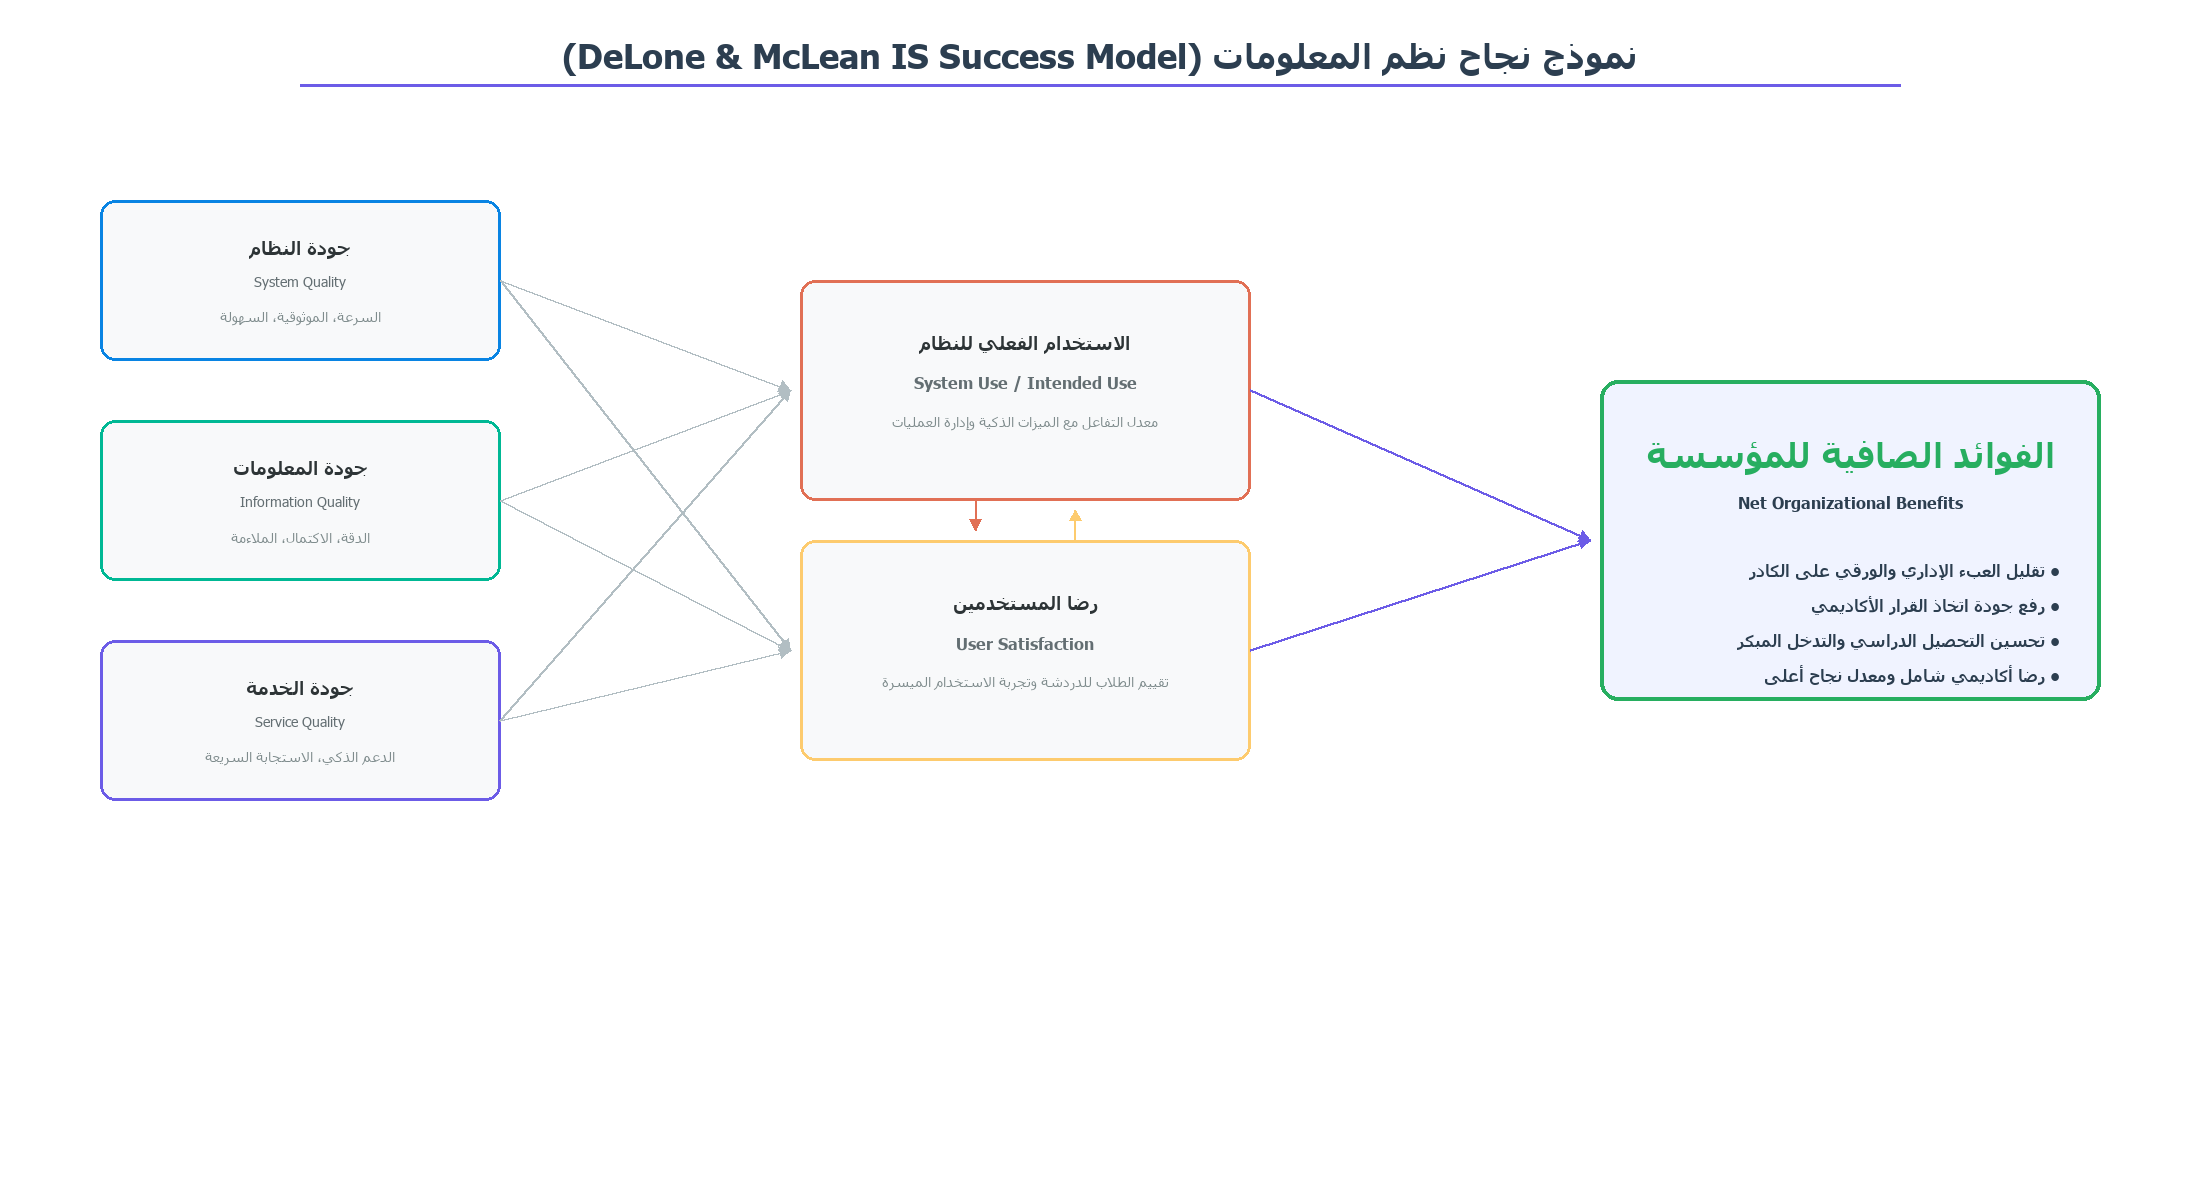 نموذج نجاح نظم المعلومات (DeLone & McLean IS Success Model)
جودة النظام
System Quality
السرعة، الموثوقية، السهولة
جودة المعلومات
Information Quality
الدقة، الاكتمال، الملاءمة
جودة الخدمة
Service Quality
الدعم الذكي، الاستجابة السريعة
الاستخدام الفعلي للنظام
System Use / Intended Use
معدل التفاعل مع الميزات الذكية وإدارة العمليات
رضا المستخدمين
User Satisfaction
تقييم الطلاب للدردشة وتجربة الاستخدام الميسرة
الفوائد الصافية للمؤسسة
Net Organizational Benefits
● تقليل العبء الإداري والورقي على الكادر
● رفع جودة اتخاذ القرار الأكاديمي
● تحسين التحصيل الدراسي والتدخل المبكر
● رضا أكاديمي شامل ومعدل نجاح أعلى